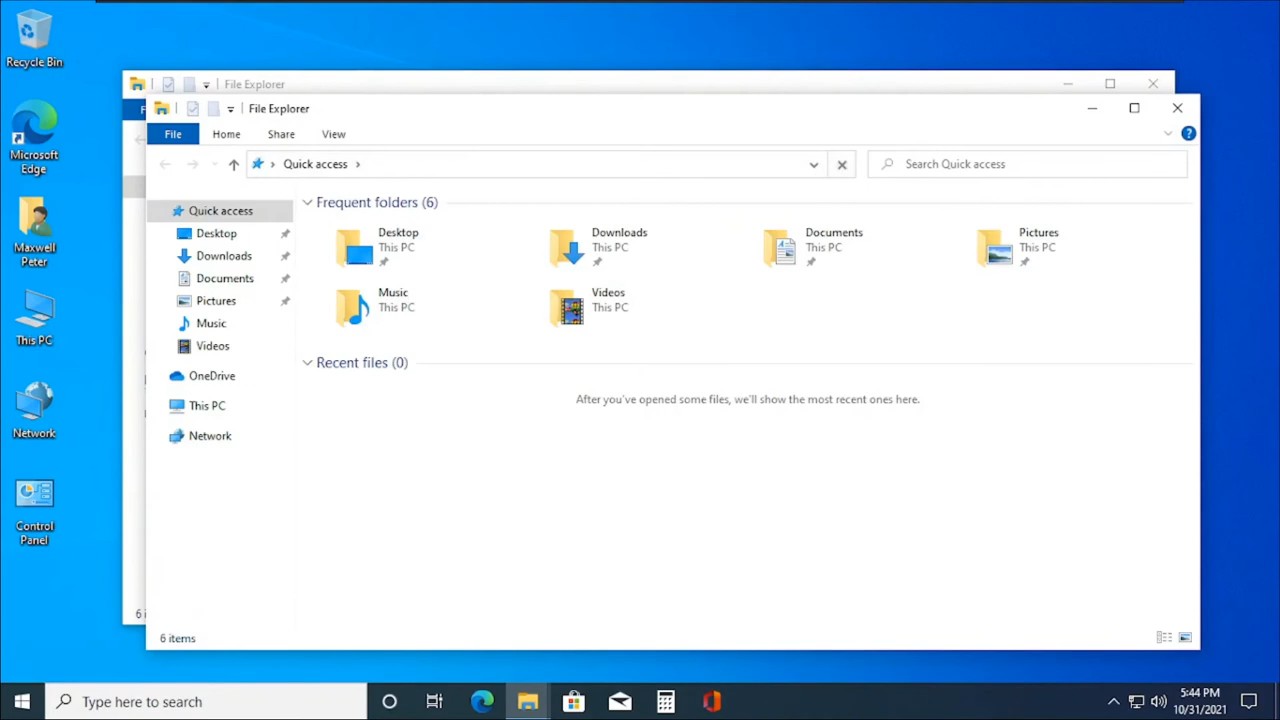 Recycle Bin
Microsoft
Edge
Maxwell
Peter
This PC
Network
Control
Panel
File Explorer
File Explorer
File
Home
Share
View
Quick access
Search Quick access
Quick access
Desktop
Downloads
Documents
Pictures
Music
Videos
OneDrive
This PC
Network
Frequent folders (6)
Desktop
This PC
Downloads
This PC
Documents
This PC
Pictures
This PC
Music
This PC
Videos
This PC
Recent files (0)
After you've opened some files, we'll show the most recent ones here.
6 i
6 items
Type here to search
5:44 PM
10/31/2021